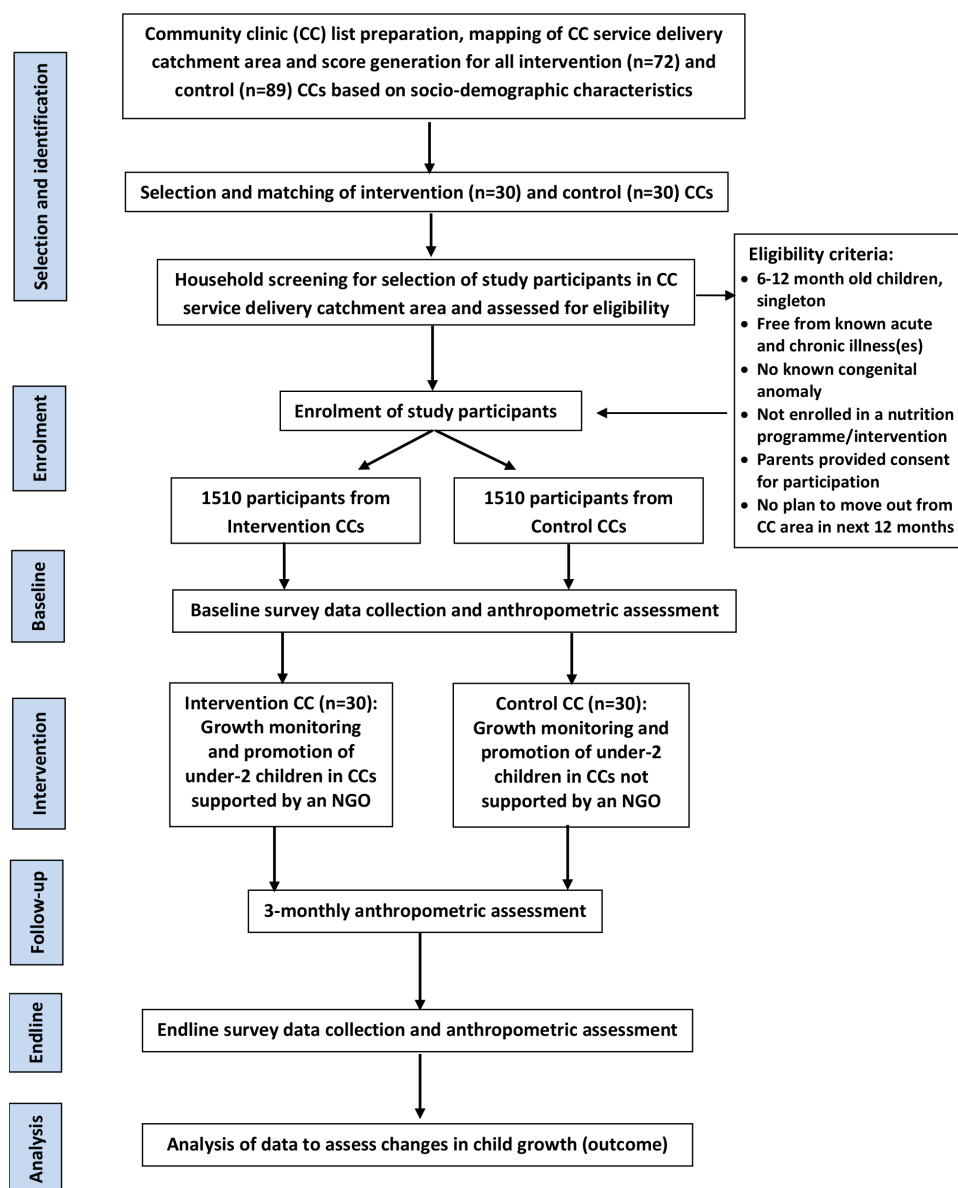 Selection and identification
Community clinic (CC) list preparation, mapping of CC service delivery
catchment area and score generation for all intervention (n=72) and
control (n=89) CCs based on socio-demographic characteristics
Selection and matching of intervention (n=30) and control (n=30) CCs
Household screening for selection of study participants in CC
service delivery catchment area and assessed for eligibility
Eligibility criteria:
• 6-12 month old children,
singleton
• Free from known acute
and chronic illness(es)
• No known congenital
anomaly
• Not enrolled in a nutrition
programme/intervention
• Parents provided consent
for participation
• No plan to move out from
CC area in next 12 months
Enrolment
Enrolment of study participants
1510 participants from
Intervention CCs
1510 participants from
Control CCs
Baseline
Baseline survey data collection and anthropometric assessment
Intervention
Intervention CC (n=30):
Growth monitoring
and promotion of
under-2 children in CCs
supported by an NGO
Control CC (n=30):
Growth monitoring and
promotion of under-2
children in CCs not
supported by an NGO
Follow-up
3-monthly anthropometric assessment
Endline
Endline survey data collection and anthropometric assessment
Analysis
Analysis of data to assess changes in child growth (outcome)